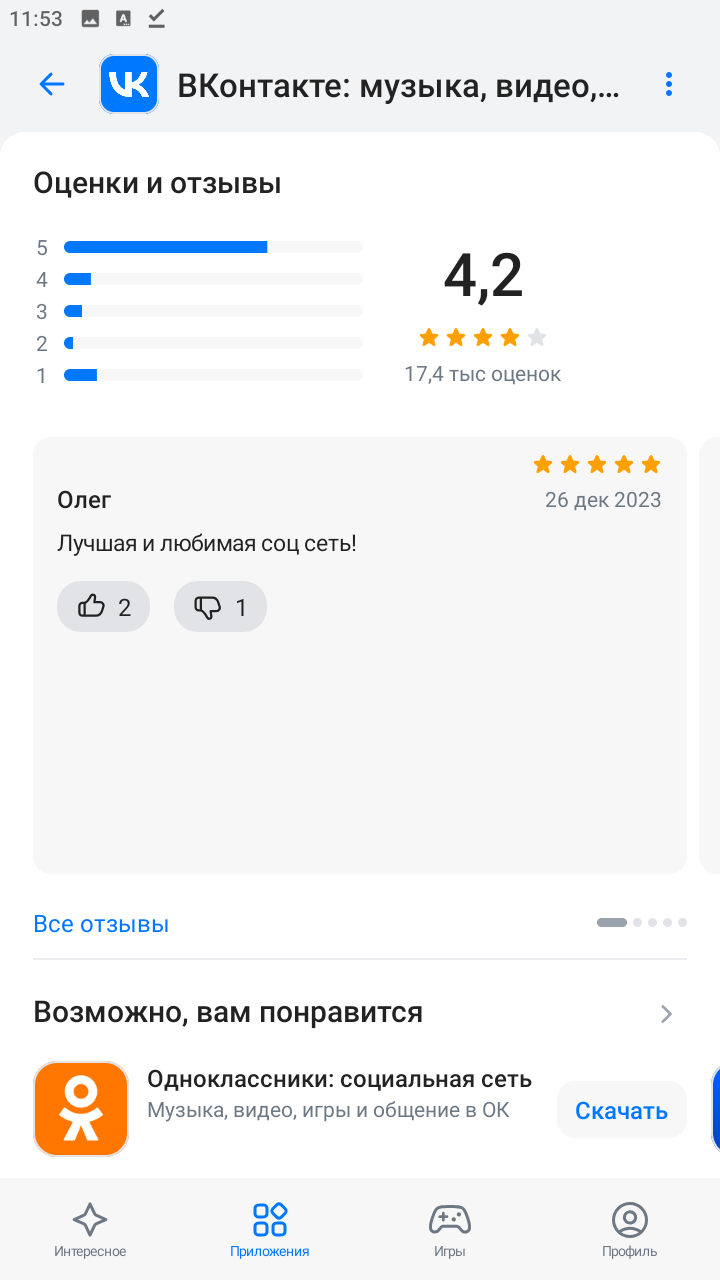 11:53
ВКонтакте: музыка, видео,...
Оценки и отзывы
5
4
3
2
1
4,2
17,4 тыс оценок
Олег
26 дек 2023
Лучшая и любимая соц сеть!
2
1
Все отзывы
Возможно, вам понравится
Одноклассники: социальная сеть
Музыка, видео, игры и общение в ОК
Скачать
Интересное
Приложения
Игры
Профиль